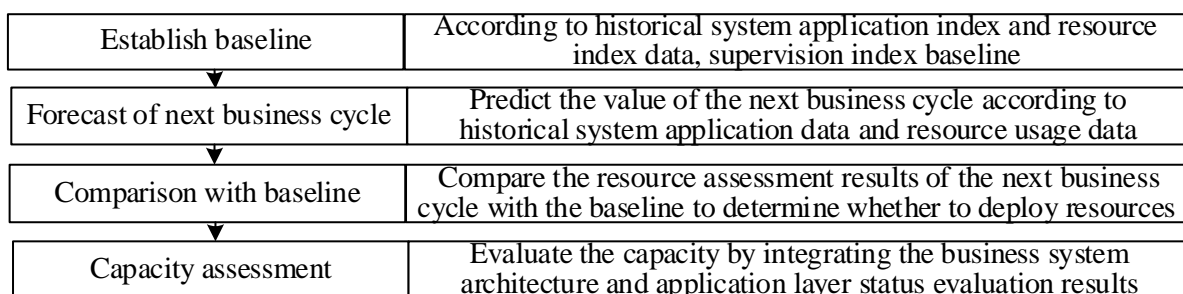 Establish baseline
According to historical system application index and resource
index data, supervision index baseline
Forecast of next business cycle
Predict the value of the next business cycle according to
historical system application data and resource usage data
Comparison with baseline
Compare the resource assessment results of the next business
cycle with the baseline to determine whether to deploy resources
Capacity assessment
Evaluate the capacity by integrating the business system
architecture and application layer status evaluation results